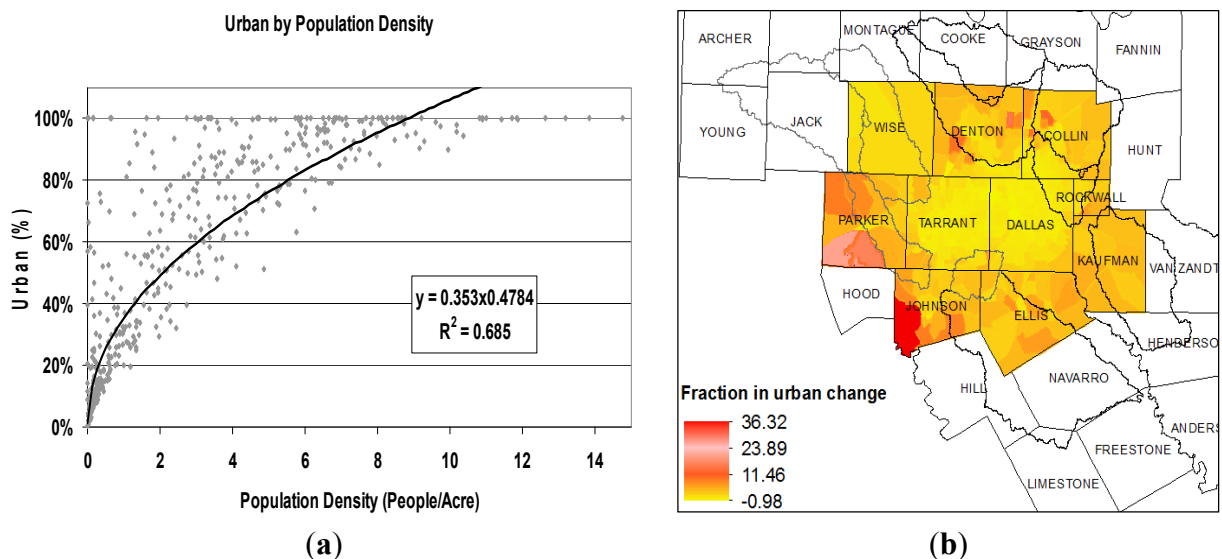 Urban by Population Density
Urban (%)
100%
80%
60%
40%
20%
0%
y = 0.353x0.4784
R² = 0.685
0 2 4 6 8 10 12 14
Population Density (People/Acre)
(a)
ARCHER
MONTAGUE
COOKE
GRAYSON
FANNIN
YOUNG
JACK
WISE
DENTON
COLLIN
HUNT
PARKER
TARRANT
DALLAS
ROCKWALL
KAUFMAN
VAN ZANDT
HOOD
JOHNSON
ELLIS
HENDERSO
HILL
NAVARRO
ANDERS
FREESTONE
LIMESTONE
Fraction in urban change
36.32
23.89
11.46
-0.98
(b)